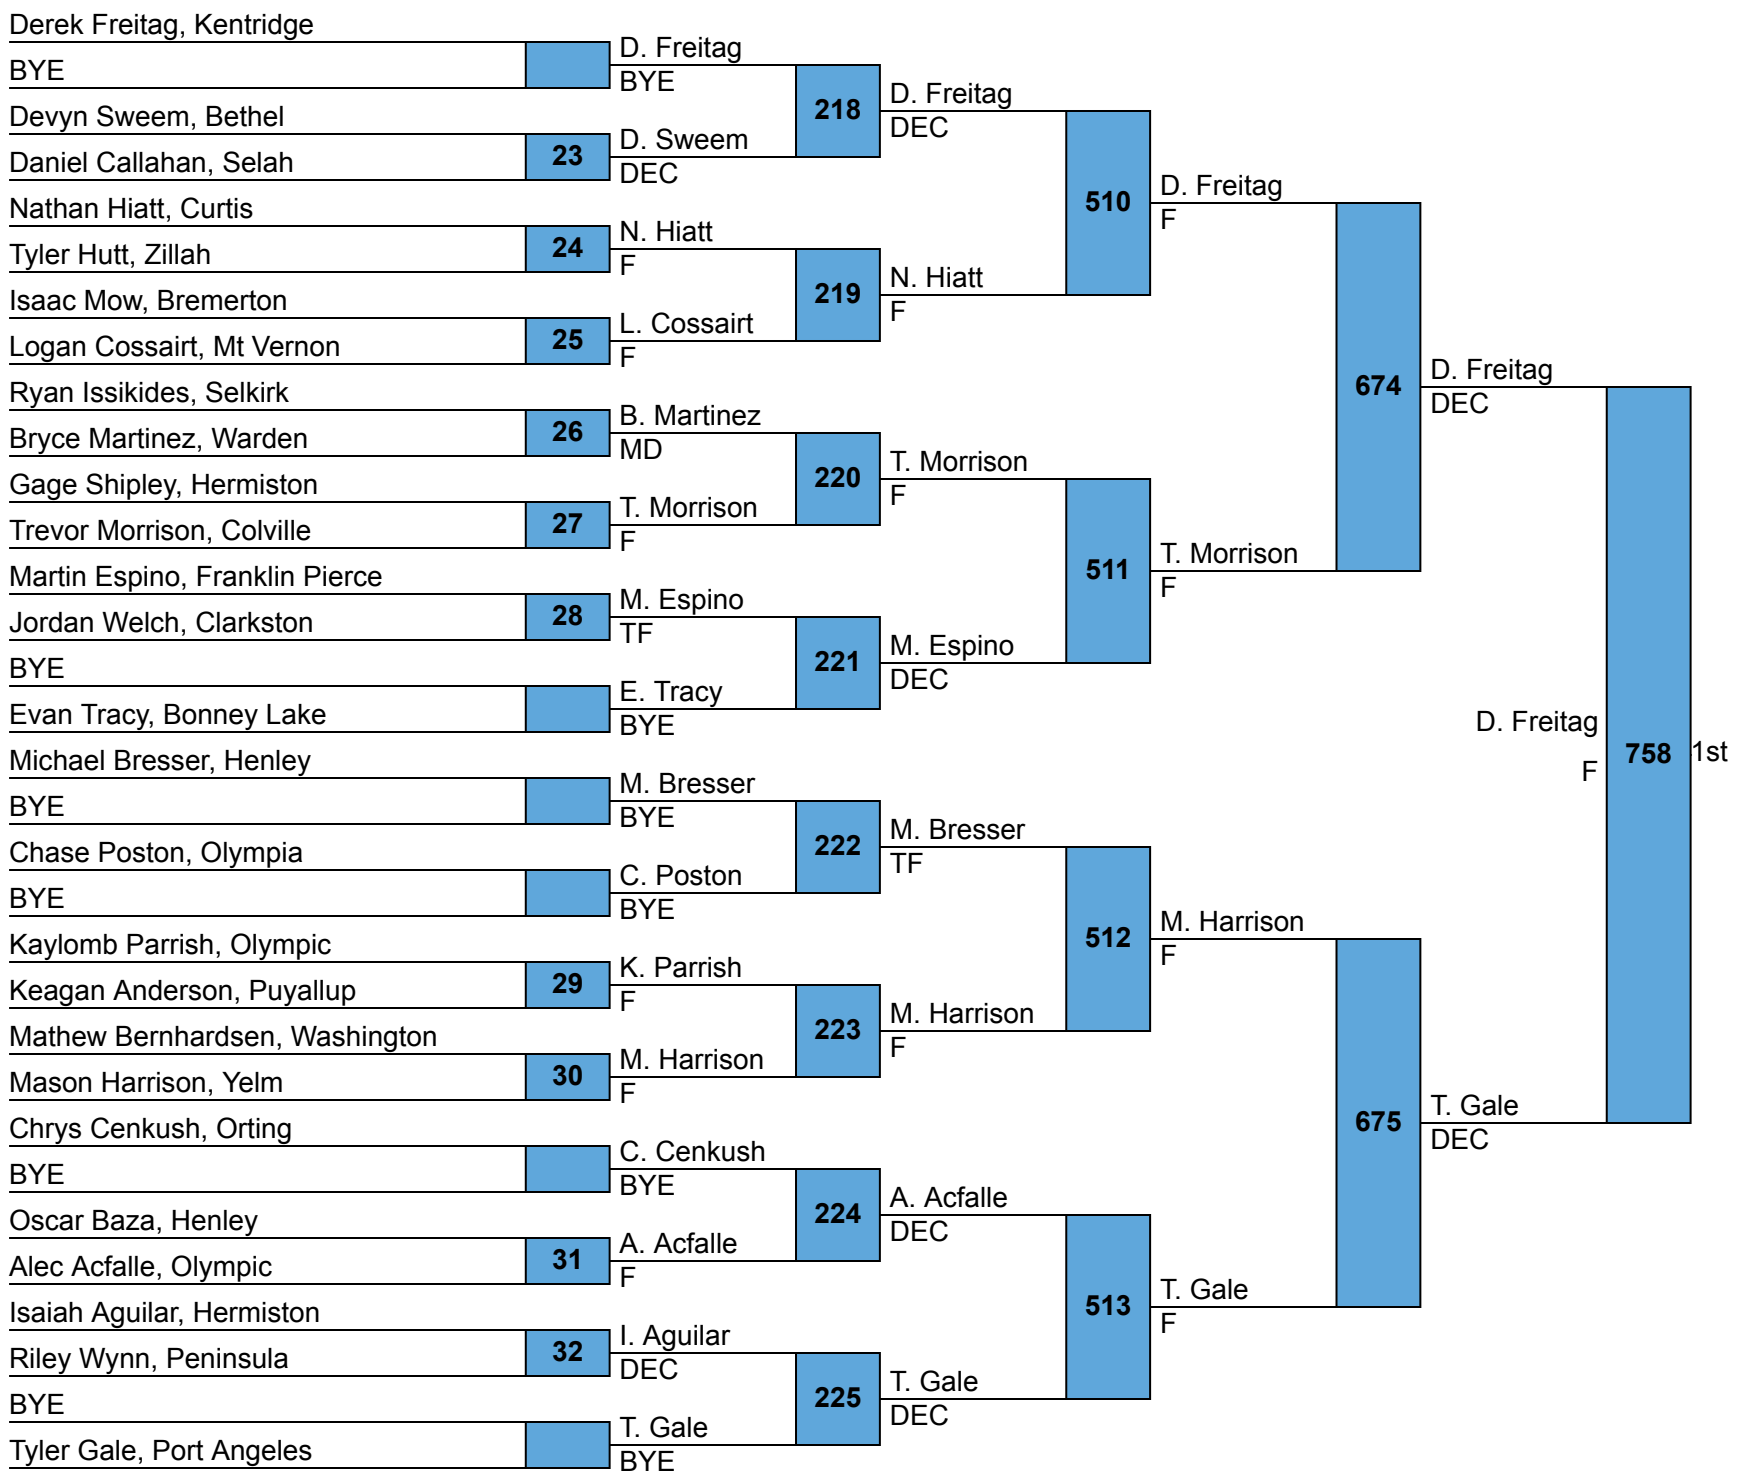 Derek Freitag, Kentridge
BYE
Devyn Sweem, Bethel
Daniel Callahan, Selah
23
Nathan Hiatt, Curtis
Tyler Hutt, Zillah
24
Isaac Mow, Bremerton
Logan Cossairt, Mt Vernon
25
Ryan Issikides, Selkirk
Bryce Martinez, Warden
26
Gage Shipley, Hermiston
Trevor Morrison, Colville
27
Martin Espino, Franklin Pierce
Jordan Welch, Clarkston
28
BYE
Evan Tracy, Bonney Lake
Michael Bresser, Henley
BYE
Chase Poston, Olympia
BYE
Kaylomb Parrish, Olympic
Keagan Anderson, Puyallup
29
Mathew Bernhardsen, Washington
Mason Harrison, Yelm
30
Chrys Cenkush, Orting
BYE
Oscar Baza, Henley
Alec Acfalle, Olympic
31
Isaiah Aguilar, Hermiston
Riley Wynn, Peninsula
32
BYE
Tyler Gale, Port Angeles
D. Freitag
BYE
D. Sweem
DEC
218
N. Hiatt
F
L. Cossairt
F
219
B. Martinez
MD
T. Morrison
F
220
M. Espino
TF
E. Tracy
BYE
221
M. Bresser
BYE
C. Poston
BYE
222
K. Parrish
F
M. Harrison
F
223
C. Cenkush
BYE
A. Acfalle
F
224
I. Aguilar
DEC
T. Gale
BYE
225
D. Freitag
DEC
N. Hiatt
F
510
T. Morrison
F
M. Espino
DEC
511
M. Bresser
TF
M. Harrison
F
512
A. Acfalle
DEC
T. Gale
DEC
513
D. Freitag
F
T. Morrison
F
674
M. Harrison
F
T. Gale
F
675
D. Freitag
DEC
T. Gale
DEC
D. Freitag
F
758
1st